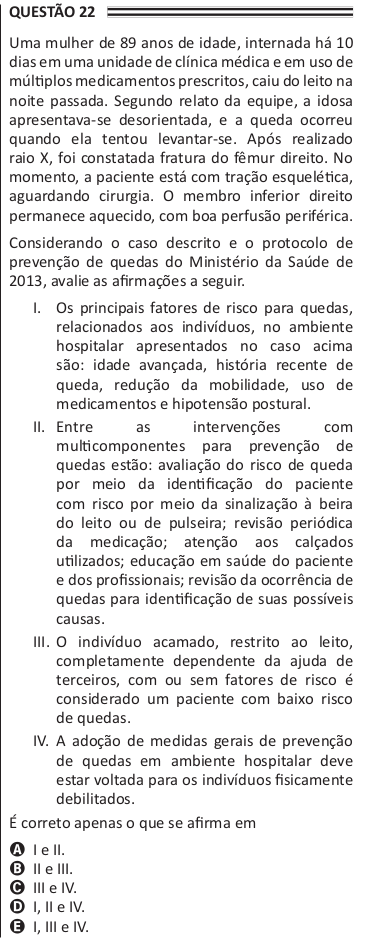 QUESTÃO 22
Uma mulher de 89 anos de idade, internada há 10
dias em uma unidade de clínica médica e em uso de
múltiplos medicamentos prescritos, caiu do leito na
noite passada. Segundo relato da equipe, a idosa
apresentava-se desorientada, e a queda ocorreu
quando ela tentou levantar-se. Após realizado
raio X, foi constatada fratura do fêmur direito. No
momento, a paciente está com tração esquelética,
aguardando cirurgia. O membro inferior direito
permanece aquecido, com boa perfusão periférica.
Considerando o caso descrito e o protocolo de
prevenção de quedas do Ministério da Saúde de
2013, avalie as afirmações a seguir.
I. Os principais fatores de risco para quedas,
relacionados aos indivíduos, no ambiente
hospitalar apresentados no caso acima
são: idade avançada, história recente de
queda, redução da mobilidade, uso de
medicamentos e hipotensão postural.
II. Entre as intervenções com
multicomponentes para prevenção de
quedas estão: avaliação do risco de queda
por meio da identificação do paciente
com risco por meio da sinalização à beira
do leito ou de pulseira; revisão periódica
da medicação; atenção aos calçados
utilizados; educação em saúde do paciente
e dos profissionais; revisão da ocorrência de
quedas para identificação de suas possíveis
causas.
III. O indivíduo acamado, restrito ao leito,
completamente dependente da ajuda de
terceiros, com ou sem fatores de risco é
considerado um paciente com baixo risco
de quedas.
IV. A adoção de medidas gerais de prevenção
de quedas em ambiente hospitalar deve
estar voltada para os indivíduos fisicamente
debilitados.
É correto apenas o que se afirma em
A I e II.
B II e III.
C III e IV.
D I, II e IV.
E I, III e IV.